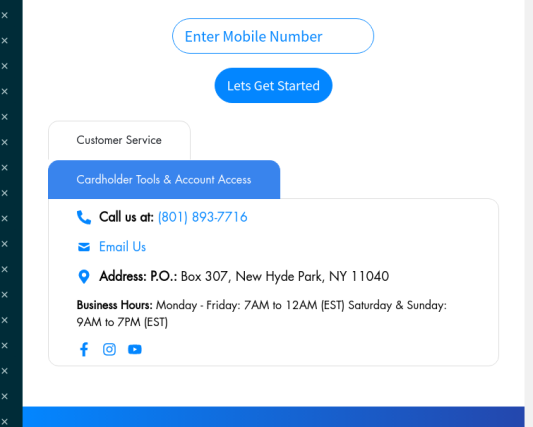 Enter Mobile Number
Lets Get Started
Customer Service
Cardholder Tools & Account Access
Call us at: (801) 893-7716
Email Us
Address: P.O.: Box 307, New Hyde Park, NY 11040
Business Hours: Monday - Friday: 7AM to 12AM (EST) Saturday & Sunday:
9AM to 7PM (EST)